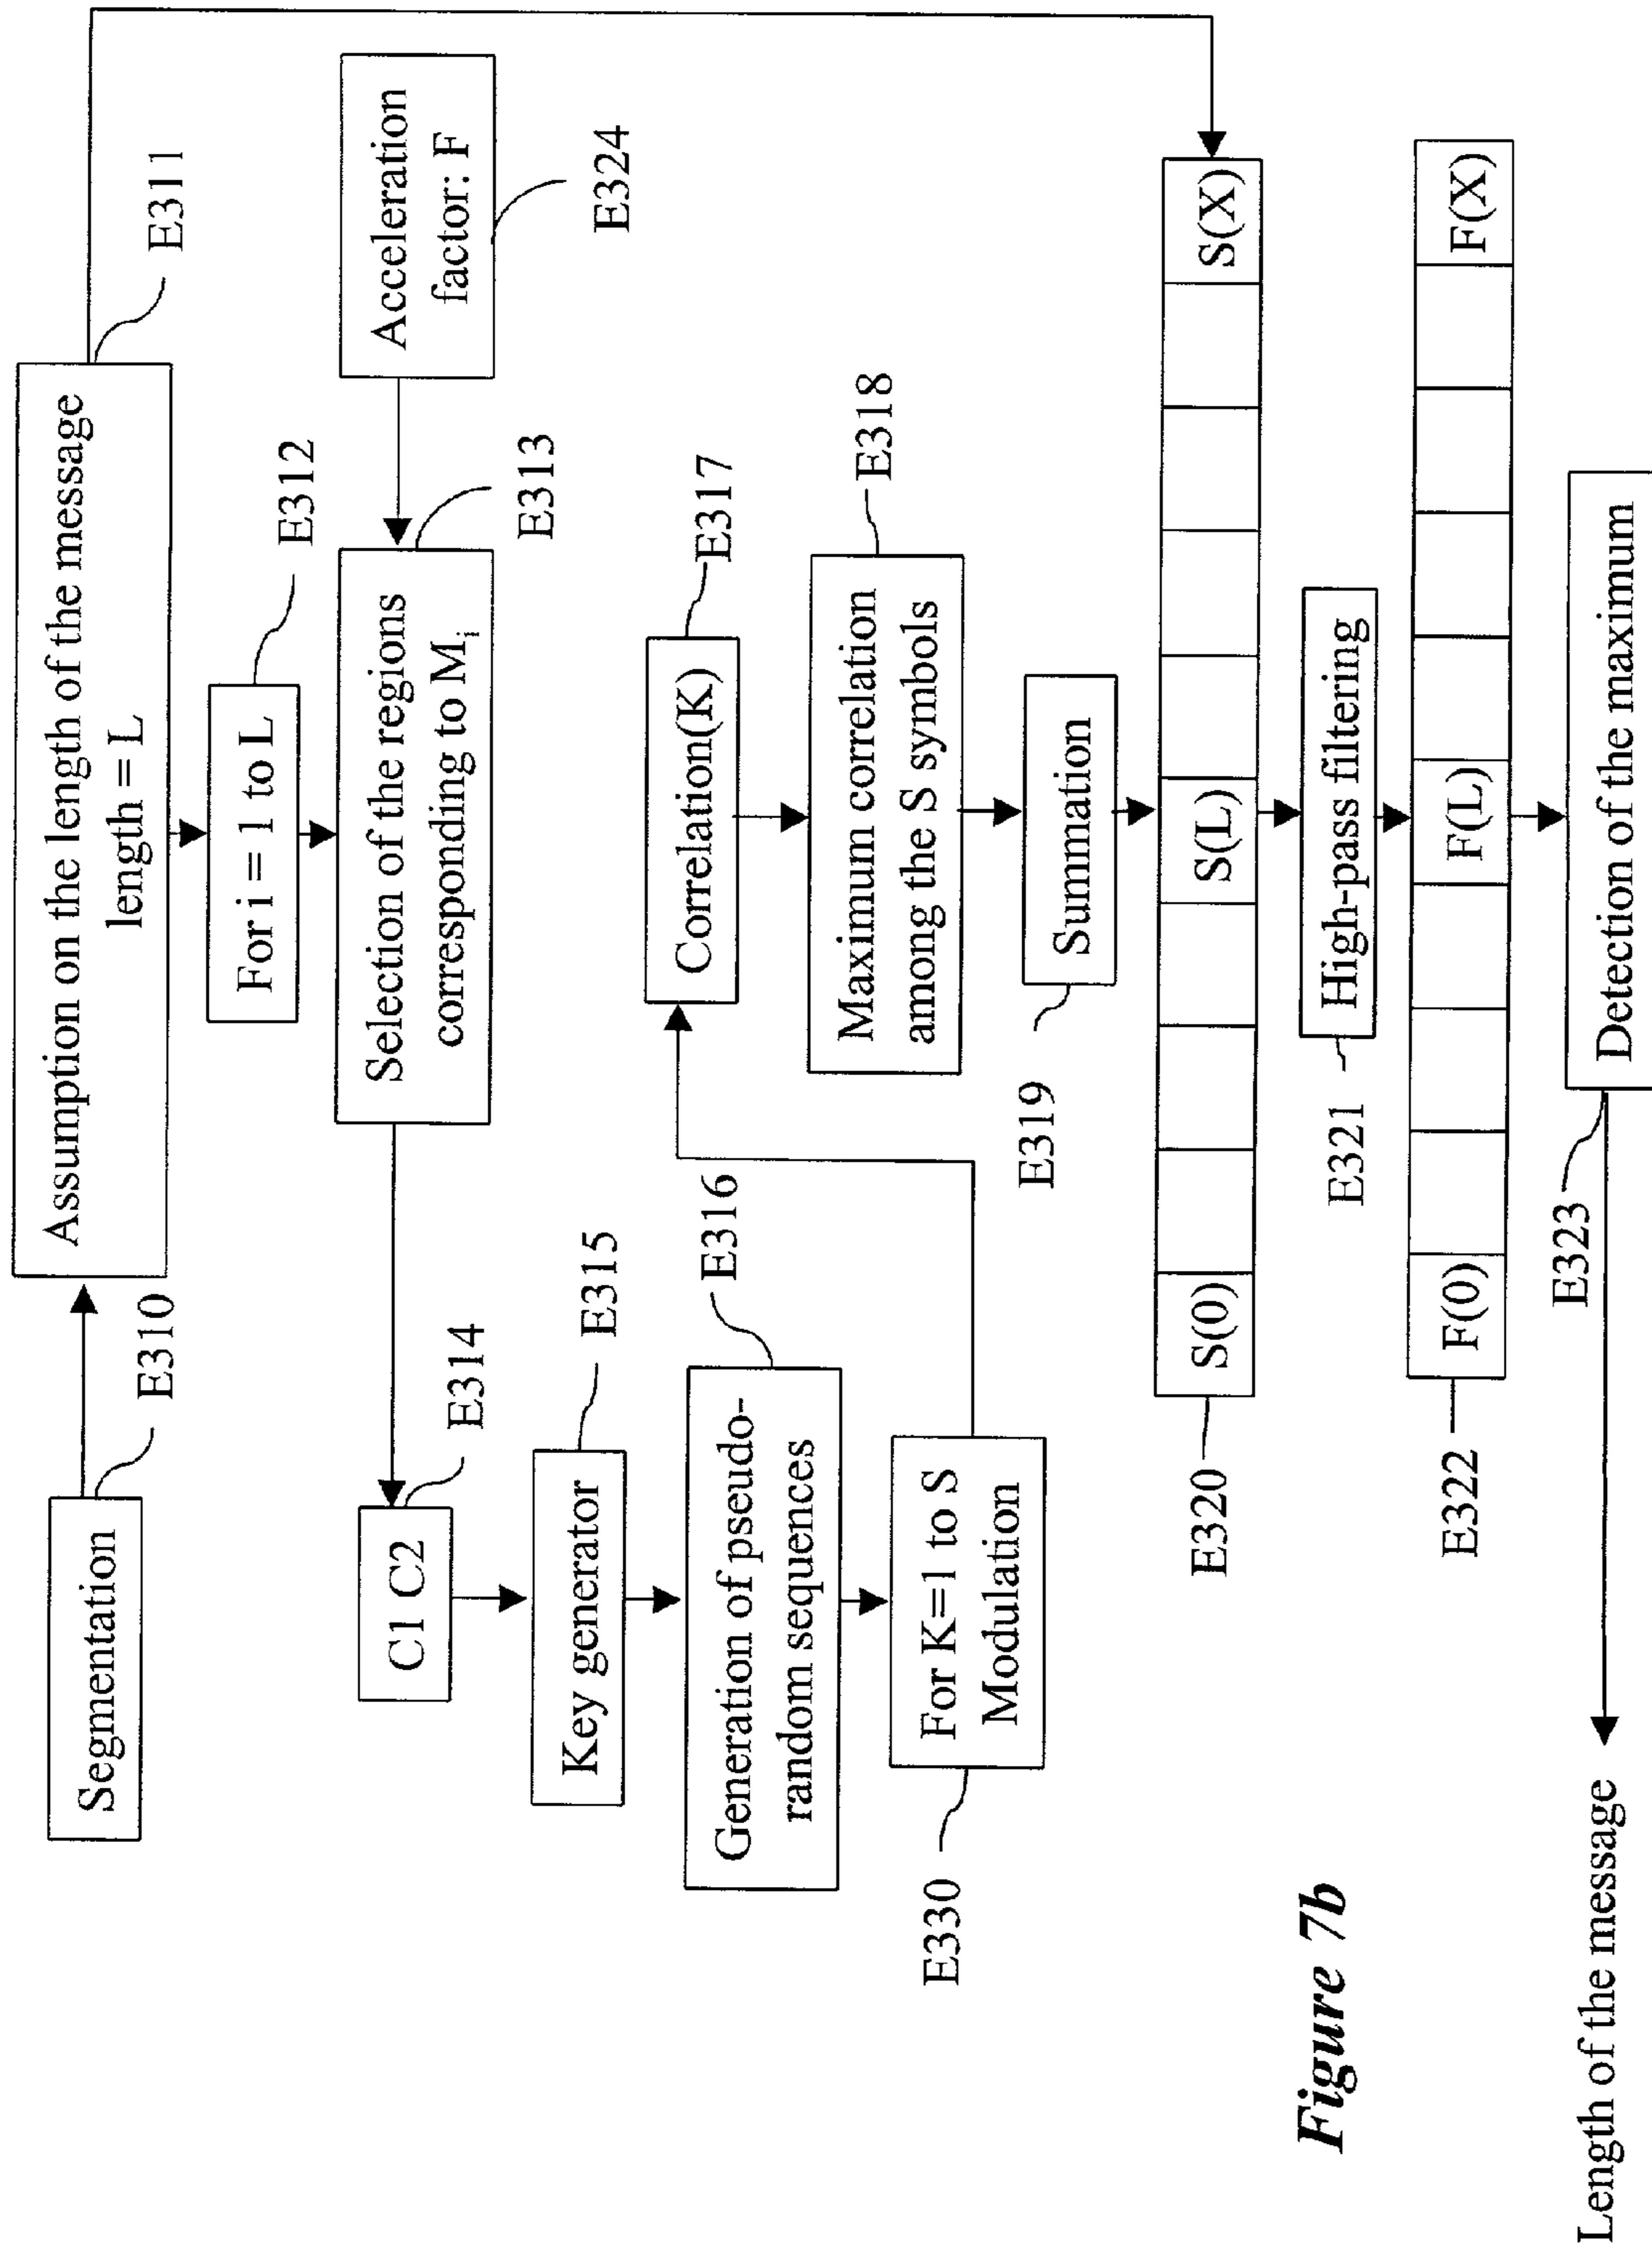 Segmentation
E310
Assumption on the length of the message
length = L
E311
For i = 1 to L
E312
Selection of the regions
corresponding to Mi
E313
Acceleration
factor: F
E324
C1 C2
E314
Key generator
E315
Generation of pseudo-
random sequences
E316
For K=1 to S
Modulation
E330
Correlation(K)
E317
Maximum correlation
among the S symbols
E318
Summation
E319
S(0)
S(L)
S(X)
E320
High-pass filtering
E321
F(0)
F(L)
F(X)
E322
Detection of the maximum
E323
Length of the message
Figure 7b